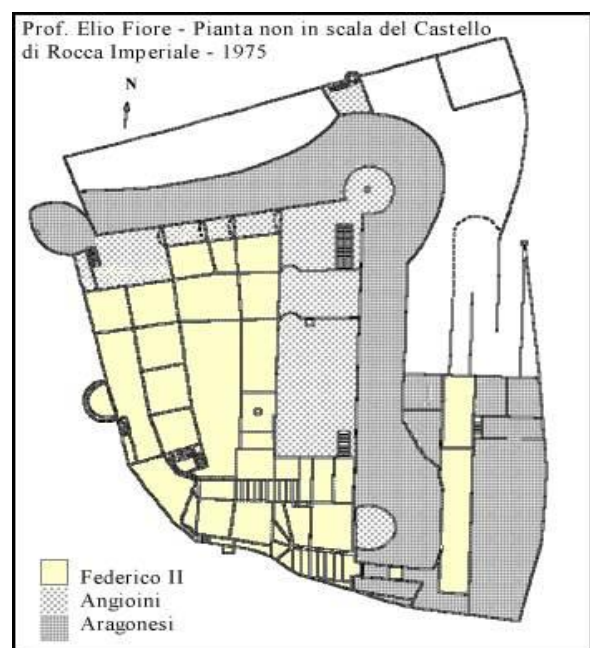 Prof. Elio Fiore - Pianta non in scala del Castello
di Rocca Imperiale - 1975
N
Federico II
Angioini
Aragonesi